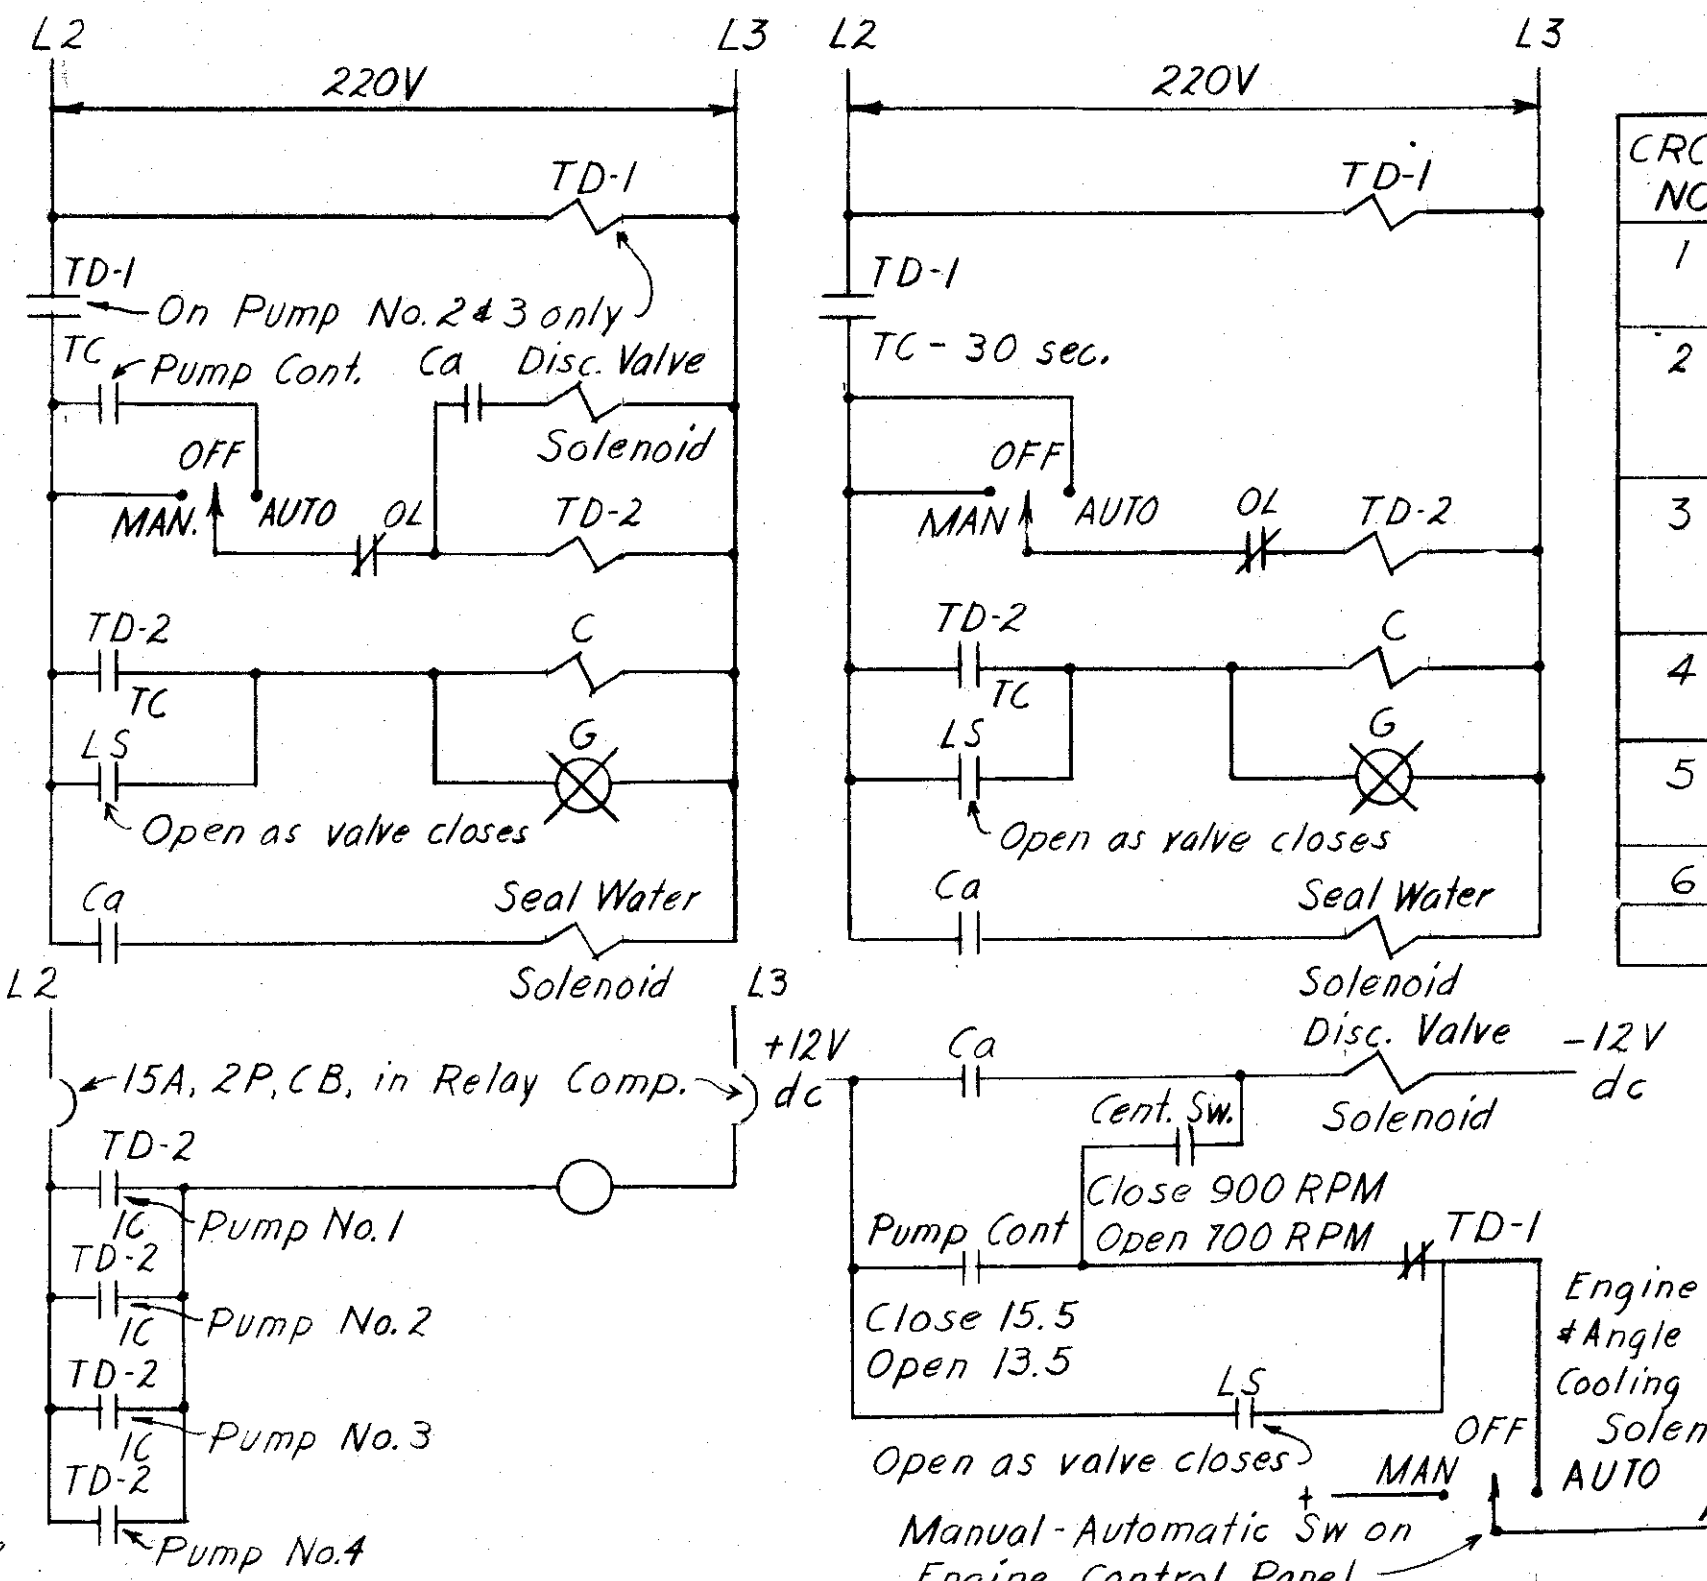 L2
L3
220V
TD-1
TD-1
On Pump No. 2 & 3 only
TC
Pump Cont.
Ca
Disc. Valve
Solenoid
OFF
MAN.
AUTO
OL
TD-2
TD-2
TC
C
LS
G
Open as valve closes
Ca
Seal Water
Solenoid
L2
L3
220V
TD-1
TD-1
TC - 30 sec.
OFF
MAN
AUTO
OL
TD-2
TD-2
TC
C
LS
G
Open as valve closes
Ca
Seal Water
Solenoid
CRC
NO
1
2
3
4
5
6
L2
L3
15A, 2P, CB, in Relay Comp.
TD-2
1C
Pump No. 1
TD-2
1C
Pump No. 2
TD-2
1C
Pump No. 3
TD-2
Pump No. 4
+12V
dc
Ca
Disc. Valve
Solenoid
-12V
dc
Cent. Sw.
Close 900 RPM
Open 700 RPM
Pump Cont
TD-1
Close 15.5
Open 13.5
LS
Open as valve closes
Engine
& Angle
Cooling
Solen
OFF
MAN
AUTO
+
Manual-Automatic Sw on
Engine Control Panel